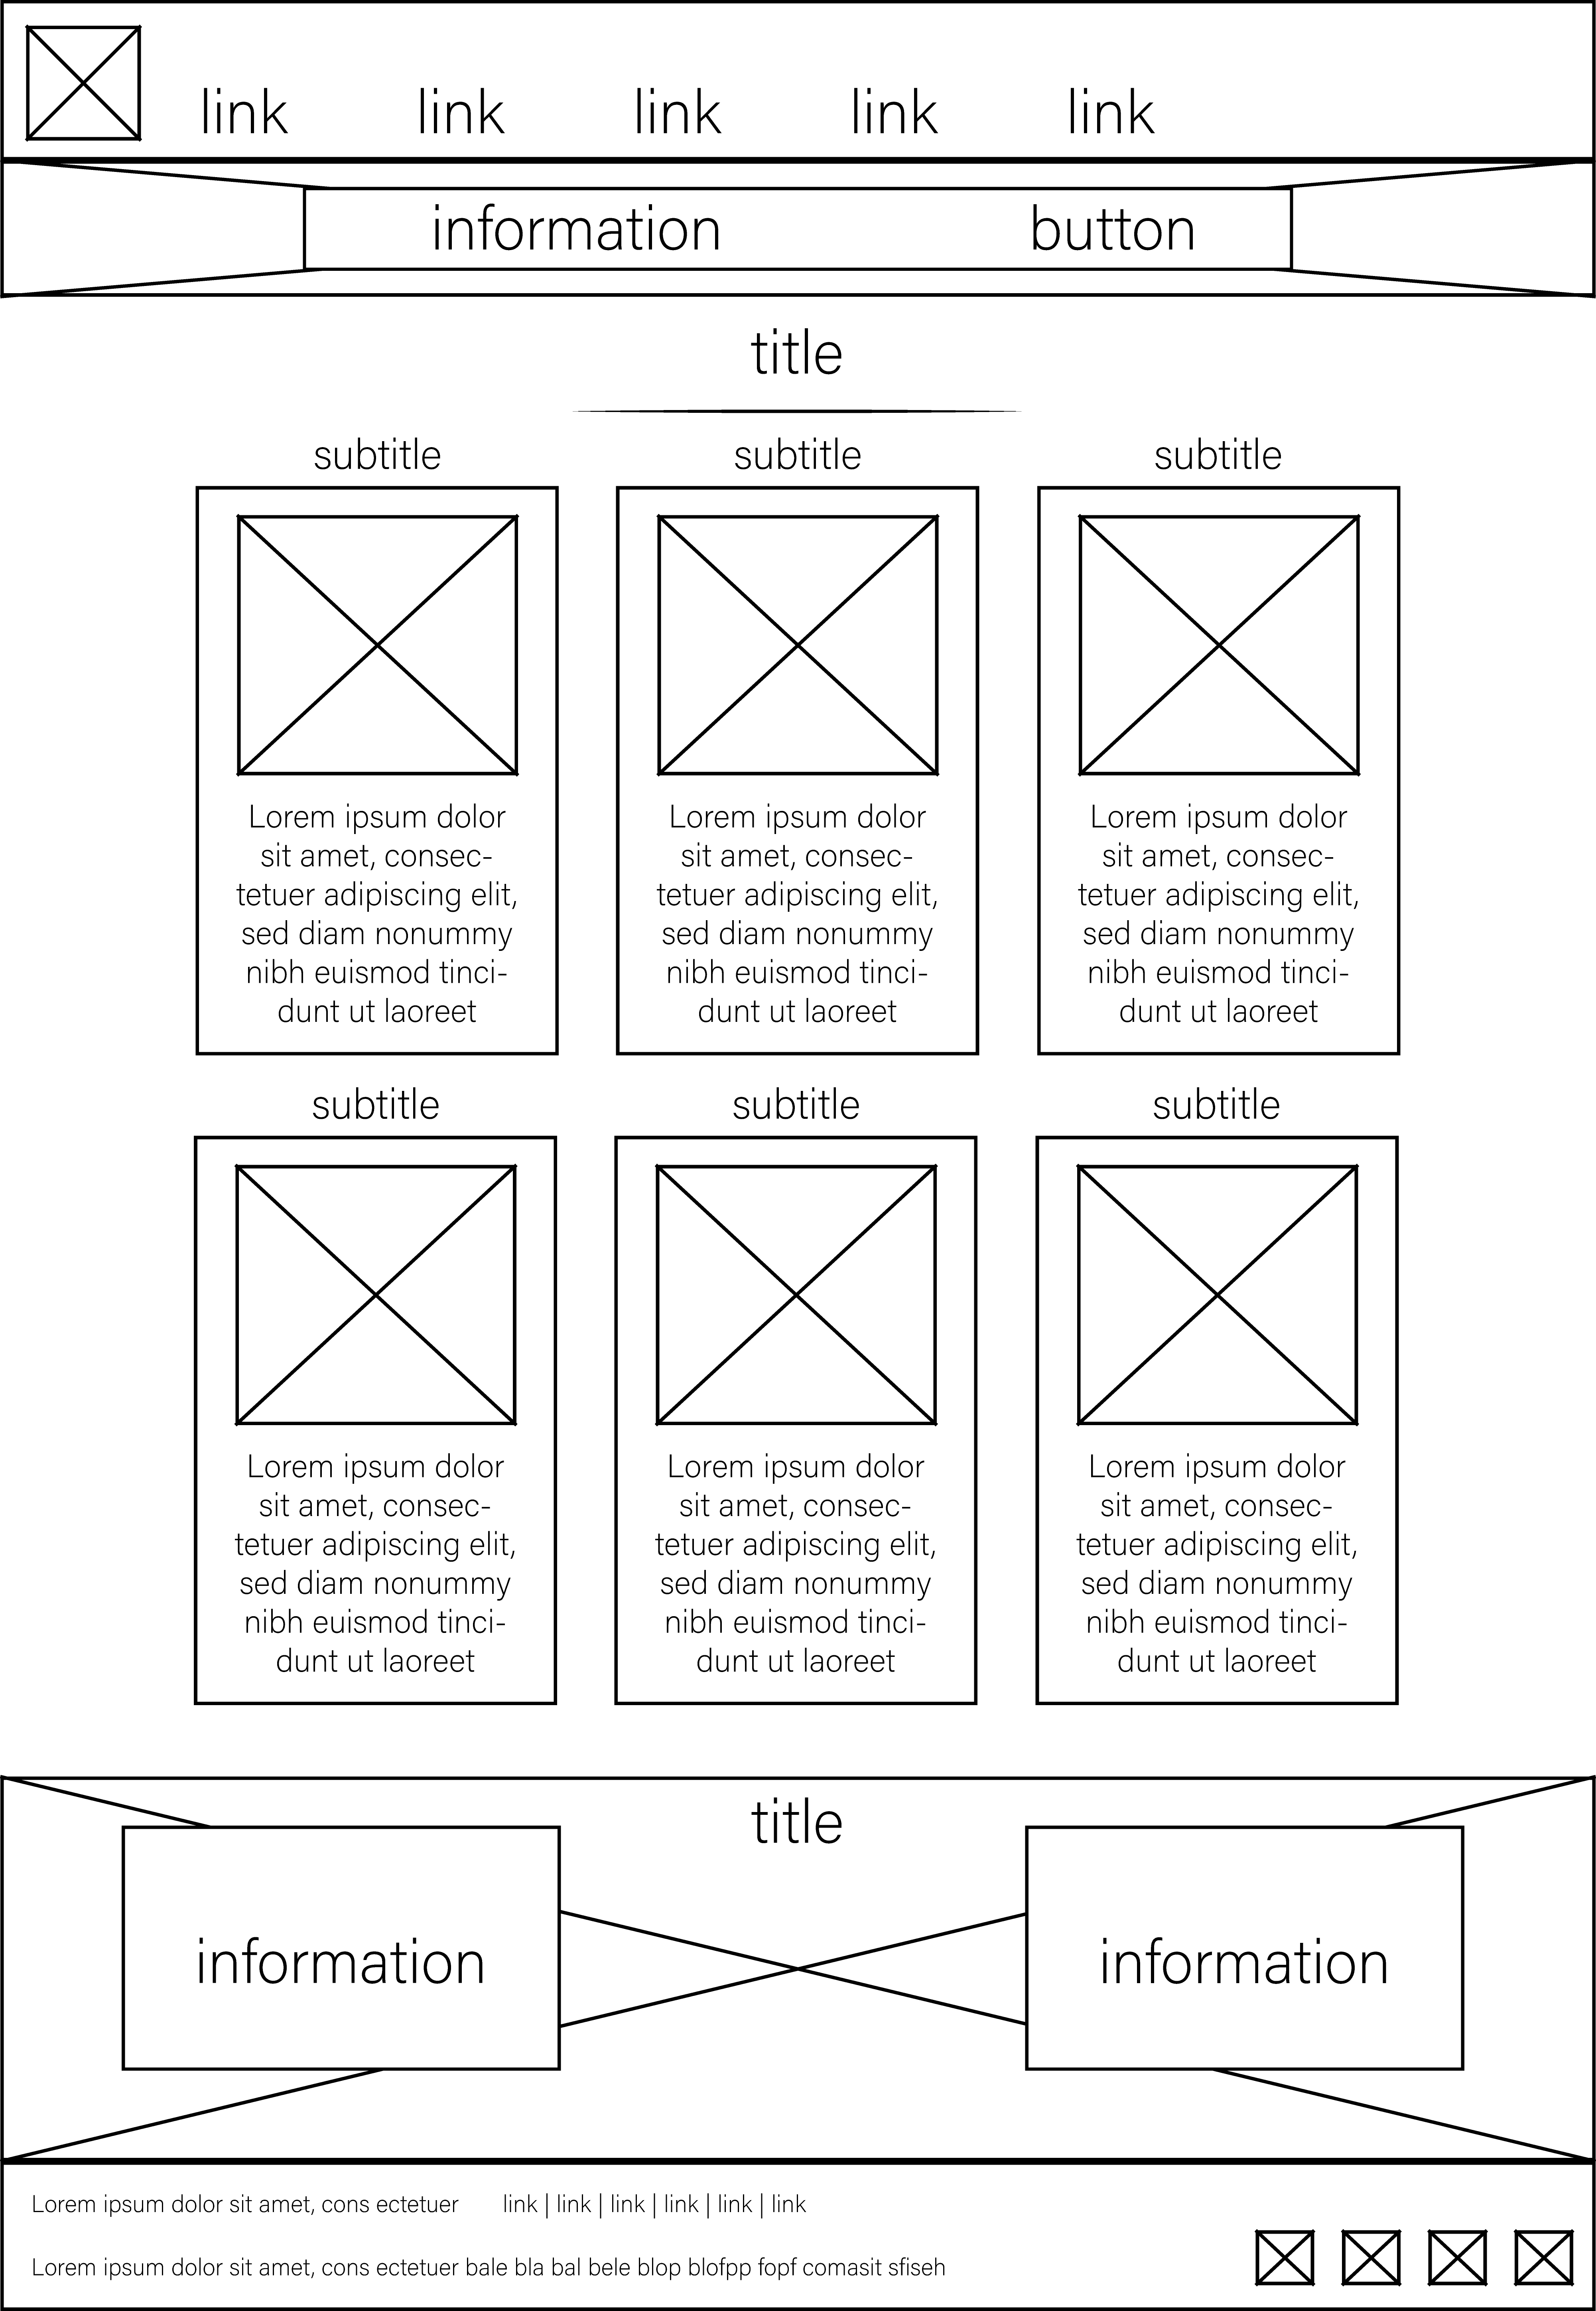 link link link link link
information button
title
subtitle subtitle subtitle
Lorem ipsum dolor
sit amet, consec-
tetuer adipiscing elit,
sed diam nonummy
nibh euismod tinci-
dunt ut laoreet
Lorem ipsum dolor
sit amet, consec-
tetuer adipiscing elit,
sed diam nonummy
nibh euismod tinci-
dunt ut laoreet
Lorem ipsum dolor
sit amet, consec-
tetuer adipiscing elit,
sed diam nonummy
nibh euismod tinci-
dunt ut laoreet
subtitle subtitle subtitle
Lorem ipsum dolor
sit amet, consec-
tetuer adipiscing elit,
sed diam nonummy
nibh euismod tinci-
dunt ut laoreet
Lorem ipsum dolor
sit amet, consec-
tetuer adipiscing elit,
sed diam nonummy
nibh euismod tinci-
dunt ut laoreet
Lorem ipsum dolor
sit amet, consec-
tetuer adipiscing elit,
sed diam nonummy
nibh euismod tinci-
dunt ut laoreet
title
information information
Lorem ipsum dolor sit amet, cons ectetuer link | link | link | link | link | link
Lorem ipsum dolor sit amet, cons ectetuer bale bla bal bele blop blofpp fopf comasit sfiseh